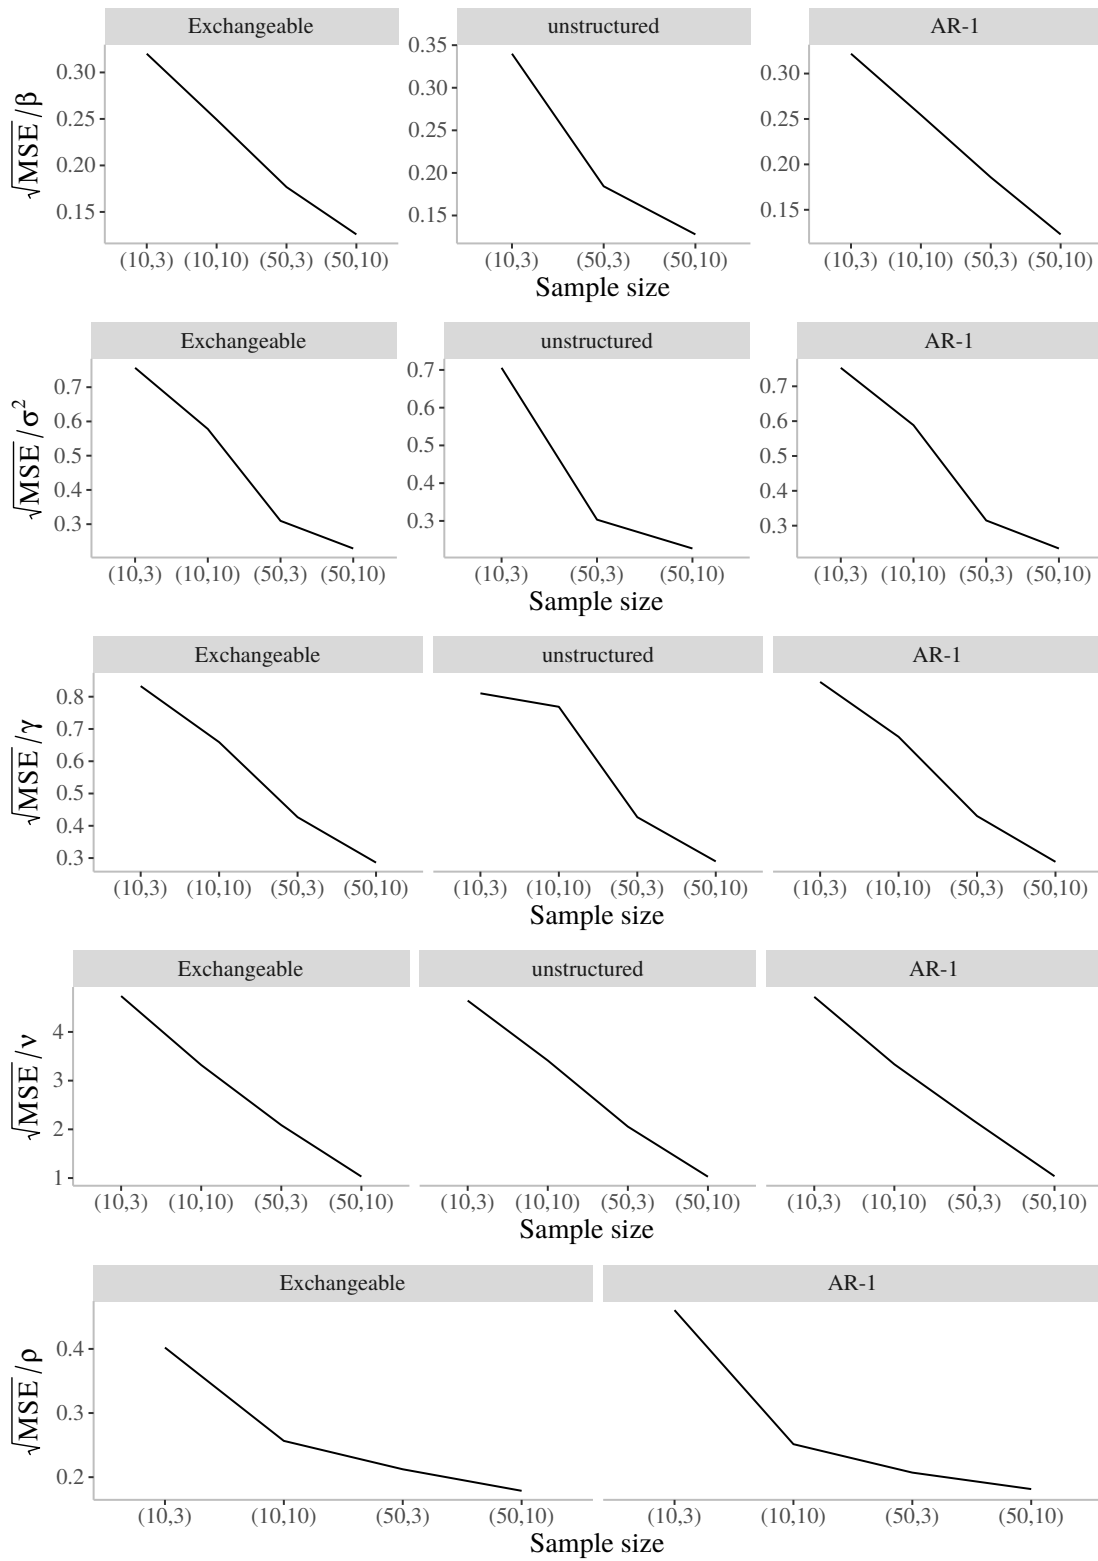 Exchangeable unstructured AR-1
√MSE/β
0.30 0.25 0.20 0.15
0.35 0.30 0.25 0.20 0.15
0.30 0.25 0.20 0.15
(10,3) (10,10) (50,3) (50,10) (10,3) (50,3) (50,10) (10,3) (10,10) (50,3) (50,10)
Sample size
Exchangeable unstructured AR-1
√MSE/σ²
0.7 0.6 0.5 0.4 0.3
0.7 0.6 0.5 0.4 0.3
0.7 0.6 0.5 0.4 0.3
(10,3) (10,10) (50,3) (50,10) (10,3) (50,3) (50,10) (10,3) (10,10) (50,3) (50,10)
Sample size
Exchangeable unstructured AR-1
√MSE/γ
0.8 0.7 0.6 0.5 0.4 0.3
(10,3) (10,10) (50,3) (50,10) (10,3) (10,10) (50,3) (50,10) (10,3) (10,10) (50,3) (50,10)
Sample size
Exchangeable unstructured AR-1
√MSE/ν
4 3 2 1
(10,3) (10,10) (50,3) (50,10) (10,3) (10,10) (50,3) (50,10) (10,3) (10,10) (50,3) (50,10)
Sample size
Exchangeable AR-1
√MSE/ρ
0.4 0.3 0.2
(10,3) (10,10) (50,3) (50,10) (10,3) (10,10) (50,3) (50,10)
Sample size